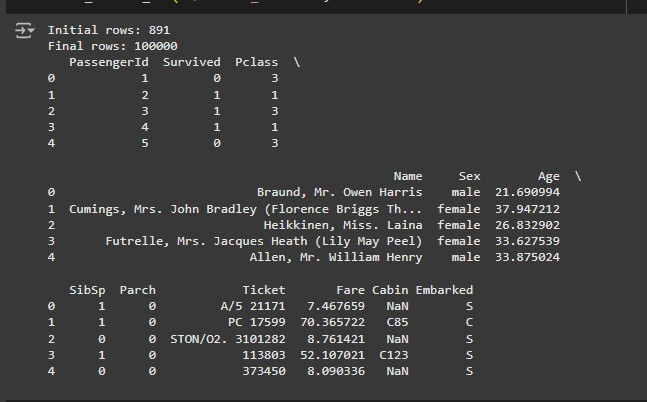 Initial rows: 891
Final rows: 100000
PassengerId Survived Pclass \
0 1 0 3
1 2 1 1
2 3 1 3
3 4 1 1
4 5 0 3
Name Sex Age \
0 Braund, Mr. Owen Harris male 21.690994
1 Cumings, Mrs. John Bradley (Florence Briggs Th... female 37.947212
2 Heikkinen, Miss. Laina female 26.832902
3 Futrelle, Mrs. Jacques Heath (Lily May Peel) female 33.627539
4 Allen, Mr. William Henry male 33.875024
SibSp Parch Ticket Fare Cabin Embarked
0 1 0 A/5 21171 7.467659 NaN S
1 1 0 PC 17599 70.365722 C85 C
2 0 0 STON/O2. 3101282 8.761421 NaN S
3 1 0 113803 52.107021 C123 S
4 0 0 373450 8.090336 NaN S